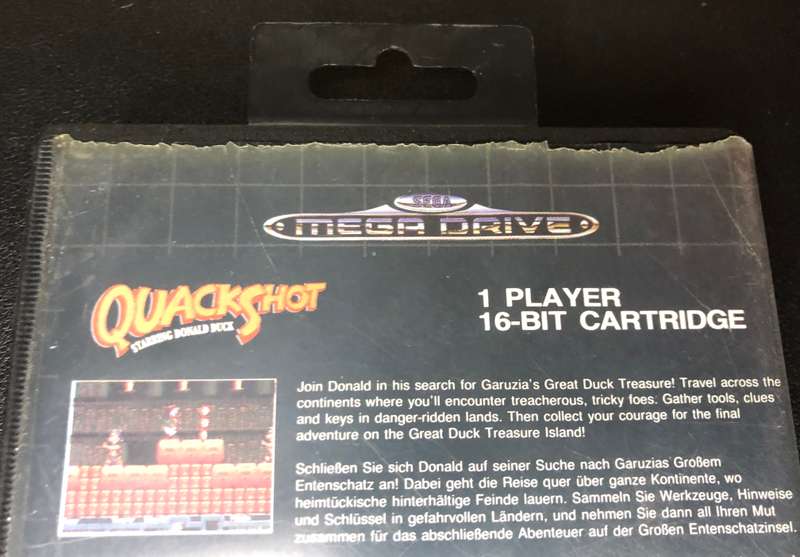 SEGA
MEGA DRIVE
QUACKSHOT
STARRING DONALD DUCK
1 PLAYER
16-BIT CARTRIDGE
Join Donald in his search for Garuzia's Great Duck Treasure! Travel across the
continents where you'll encounter treacherous, tricky foes. Gather tools, clues
and keys in danger-ridden lands. Then collect your courage for the final
adventure on the Great Duck Treasure Island!
Schließen Sie sich Donald auf seiner Suche nach Garuzias Großem
Entenschatz an! Dabei geht die Reise quer über ganze Kontinente, wo
heimtückische hinterhältige Feinde lauern. Sammeln Sie Werkzeuge, Hinweise
und Schlüssel in gefahrvollen Ländern, und nehmen Sie dann all Ihren Mut
zusammen für das abschließende Abenteuer auf der Großen Entenschatzinsel.